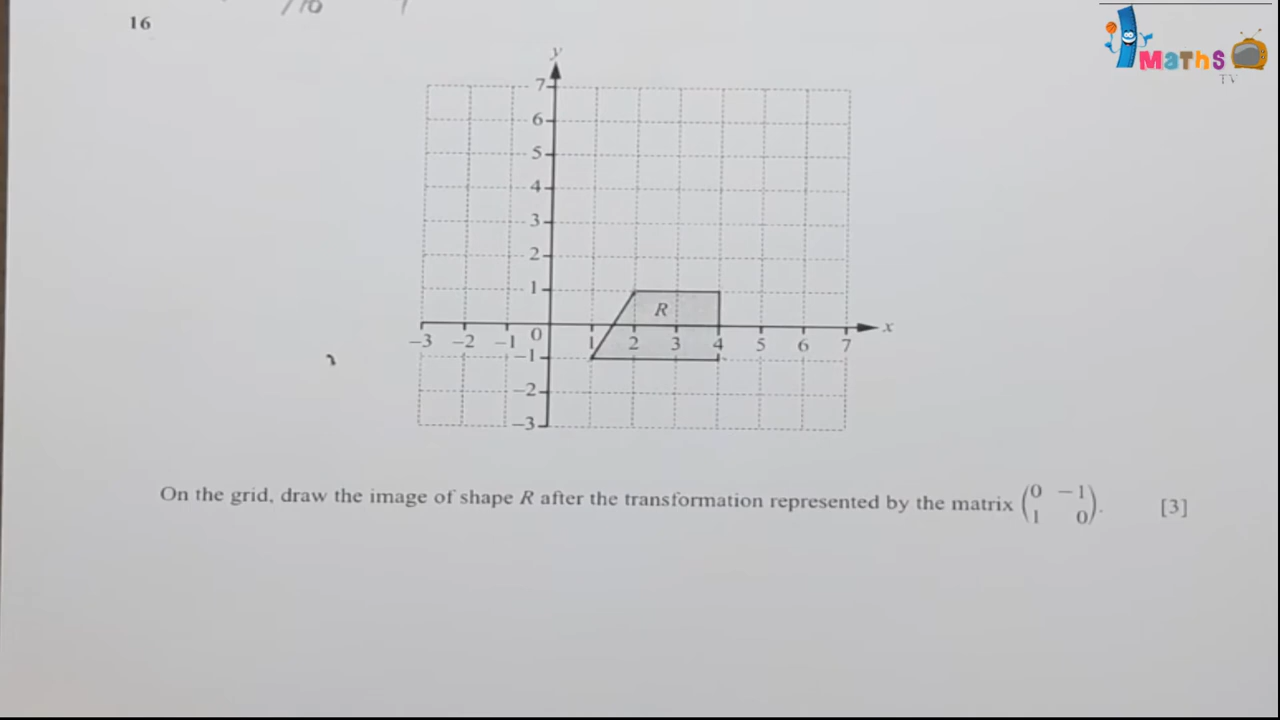 /10
16
MaTHS
TV
y
7
6
5
4
3
2
1
R
x
-3 -2 -1 0 1 2 3 4 5 6 7
-1
-2
-3
On the grid, draw the image of shape R after the transformation represented by the matrix (0 -1
1 0). [3]